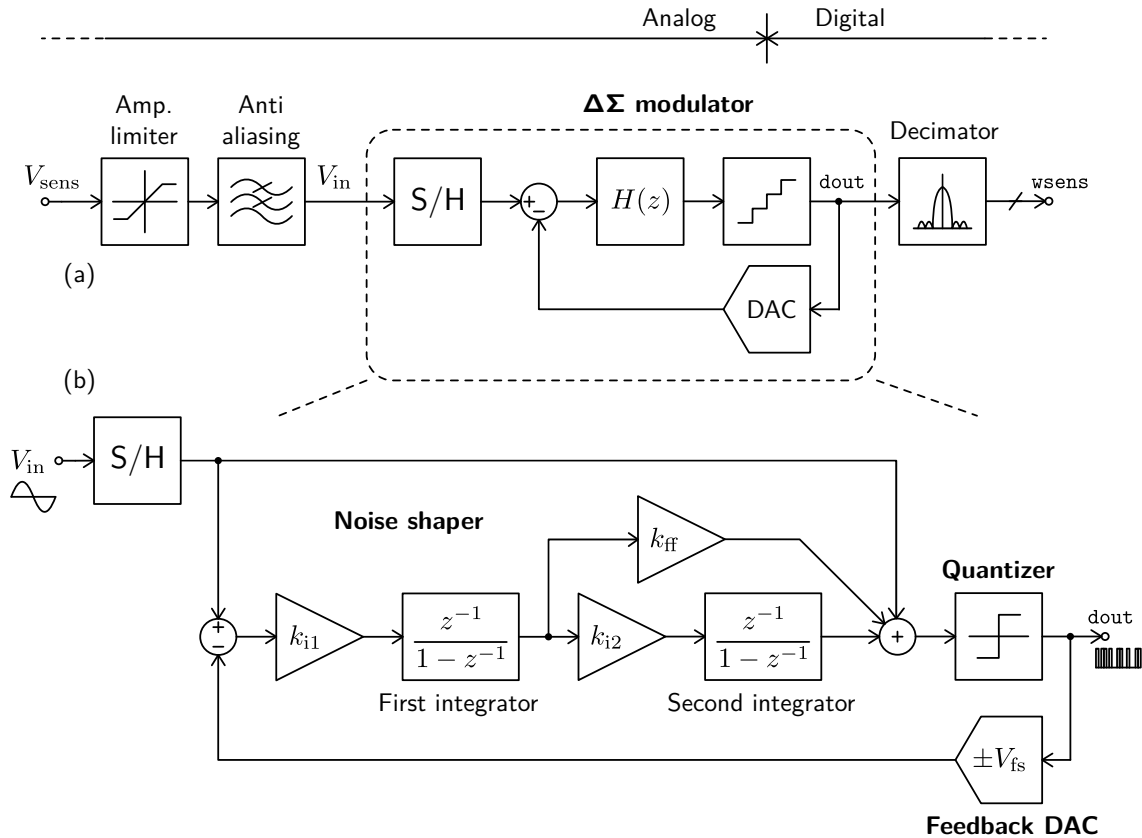 Analog Digital
ΔΣ modulator
Amp. limiter
Anti aliasing
Decimator
V_sens
V_in
S/H
+
−
H(z)
dout
wsens
DAC
(a)
(b)
V_in
S/H
Noise shaper
k_ff
Quantizer
+
−
k_i1
z^{-1}
1 − z^{-1}
k_i2
z^{-1}
1 − z^{-1}
+
dout
First integrator
Second integrator
±V_fs
Feedback DAC